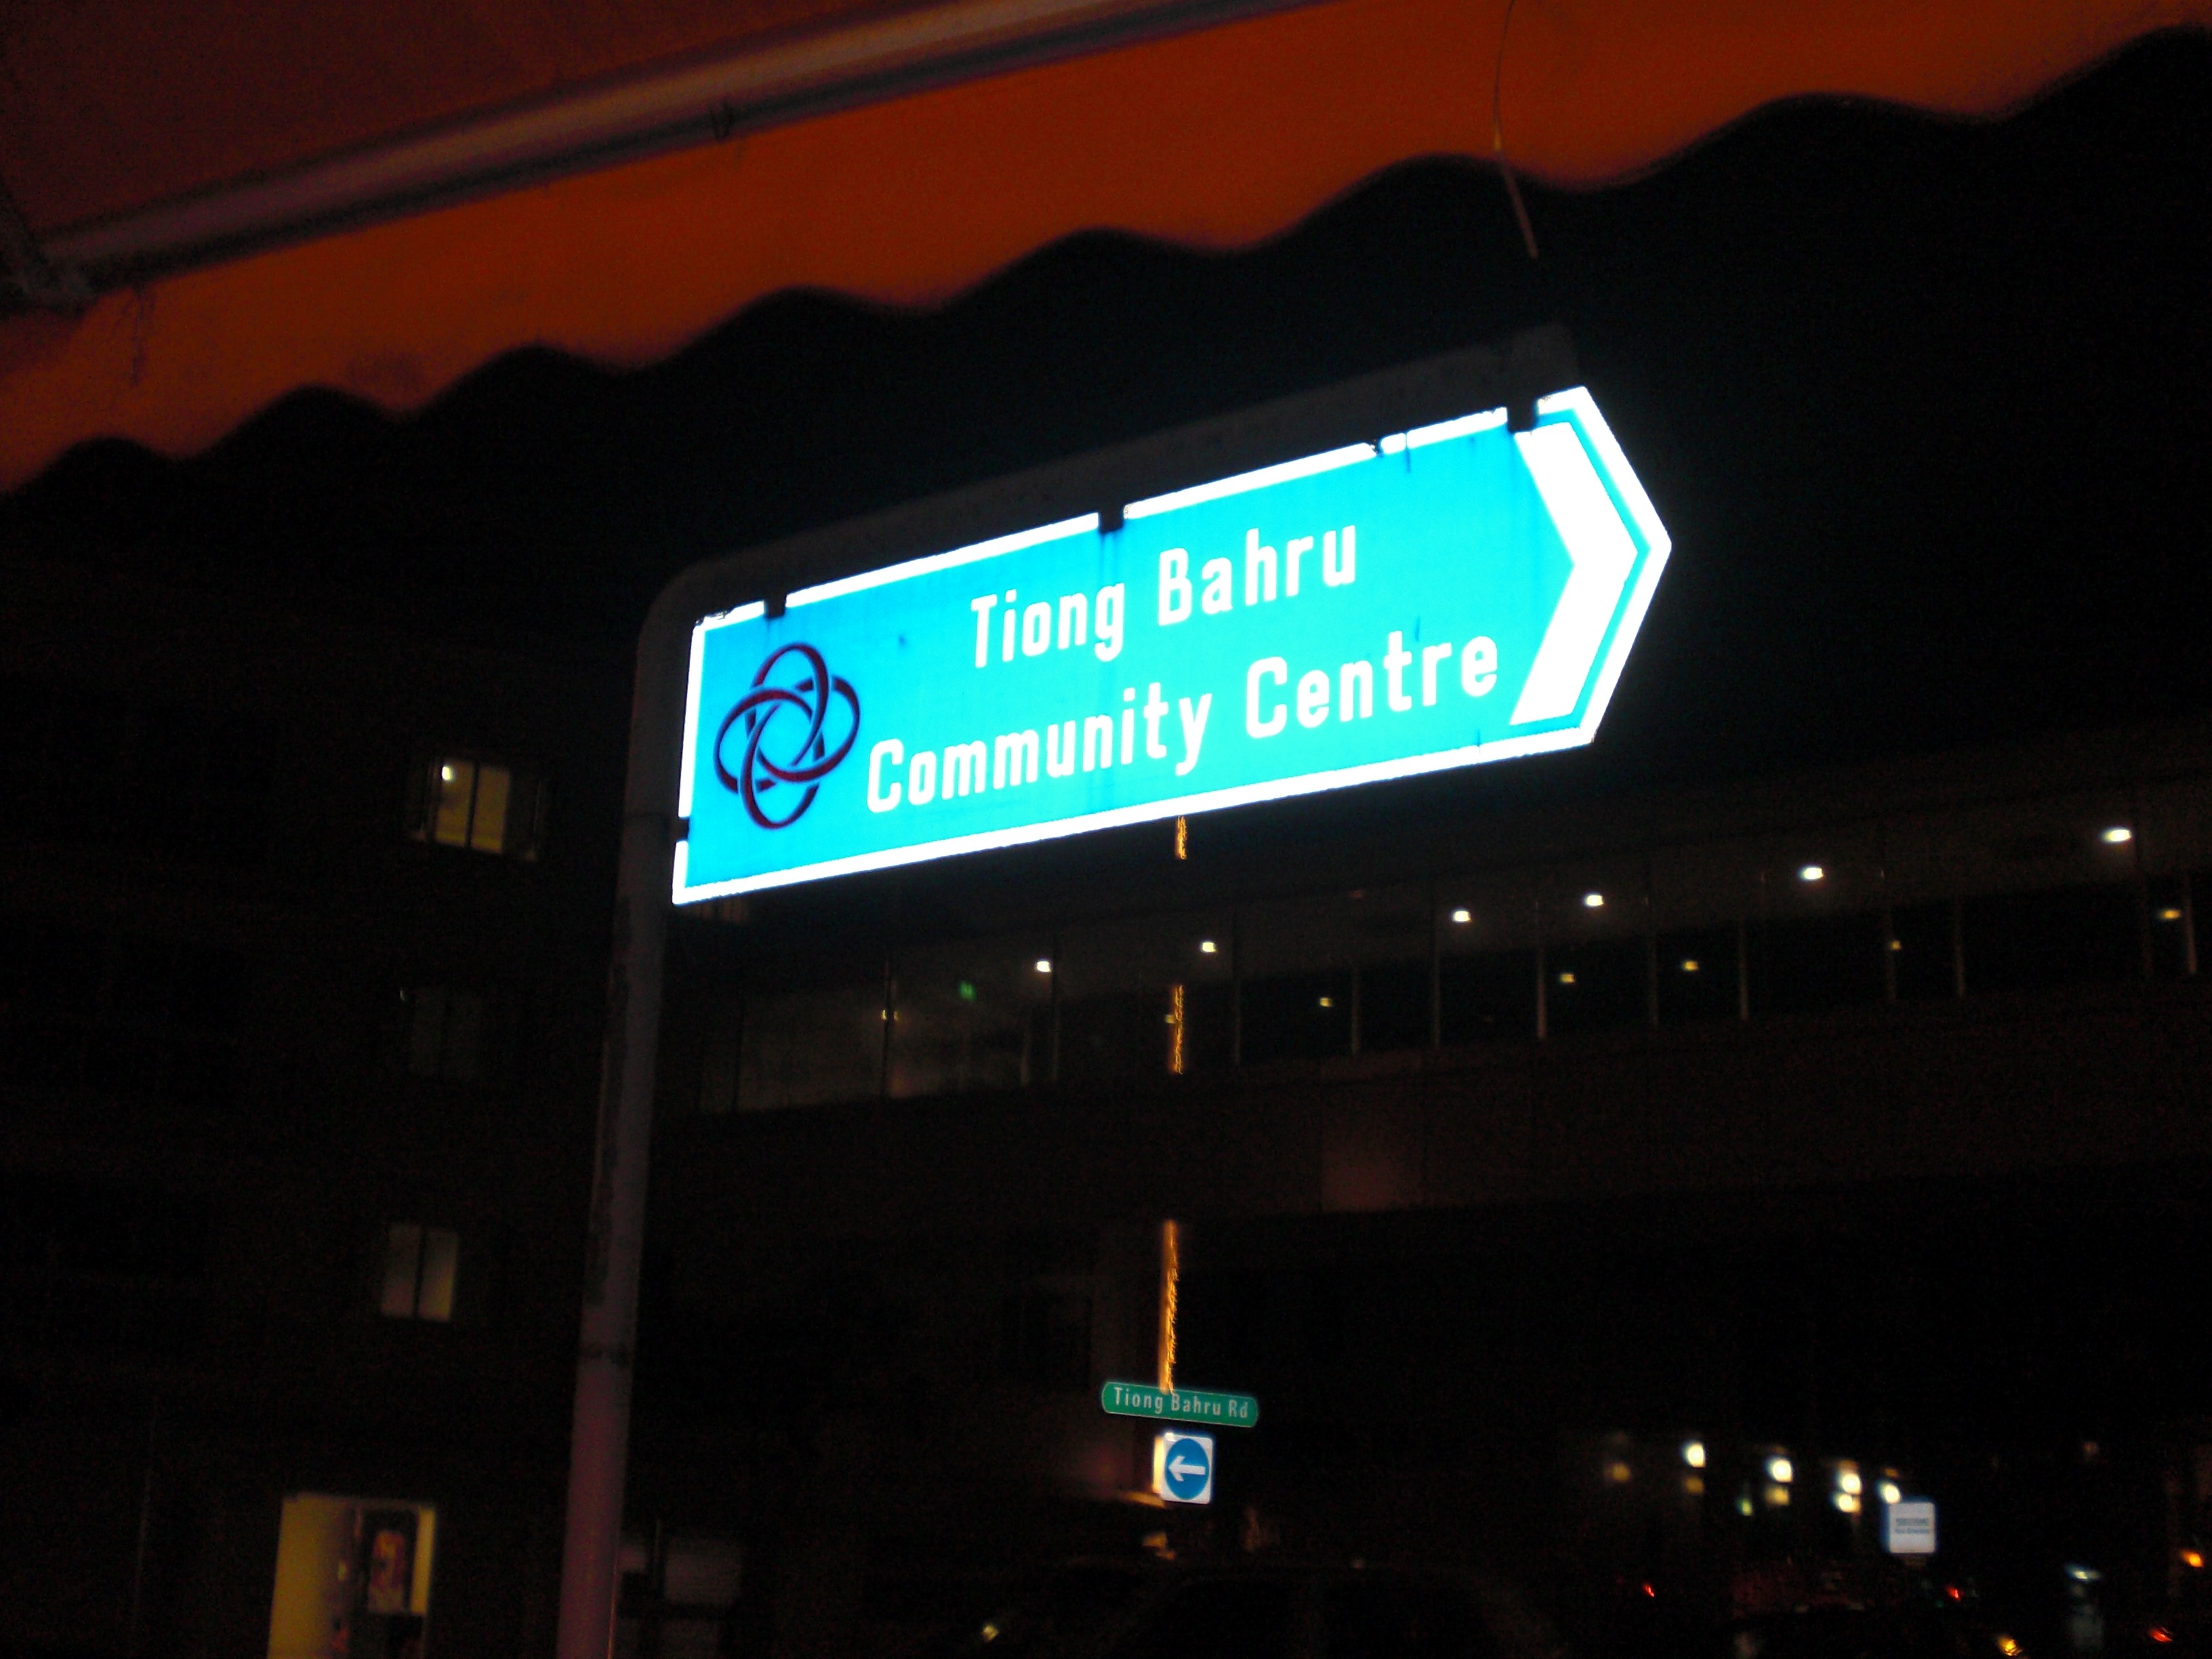 Tiong Bahru
Community Centre
Tiong Bahru Rd